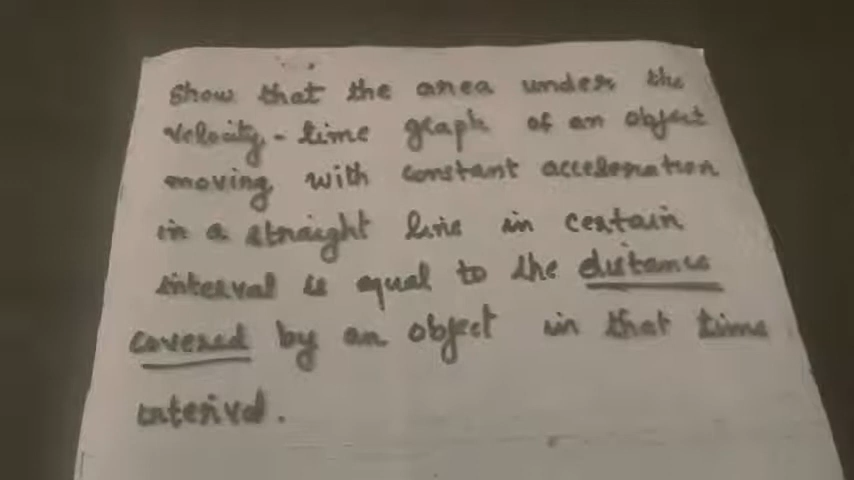 Show that the area under the
velocity-time graph of an object
moving with constant acceleration
in a straight line in certain
interval is equal to the distance
covered by an object in that time
interval.